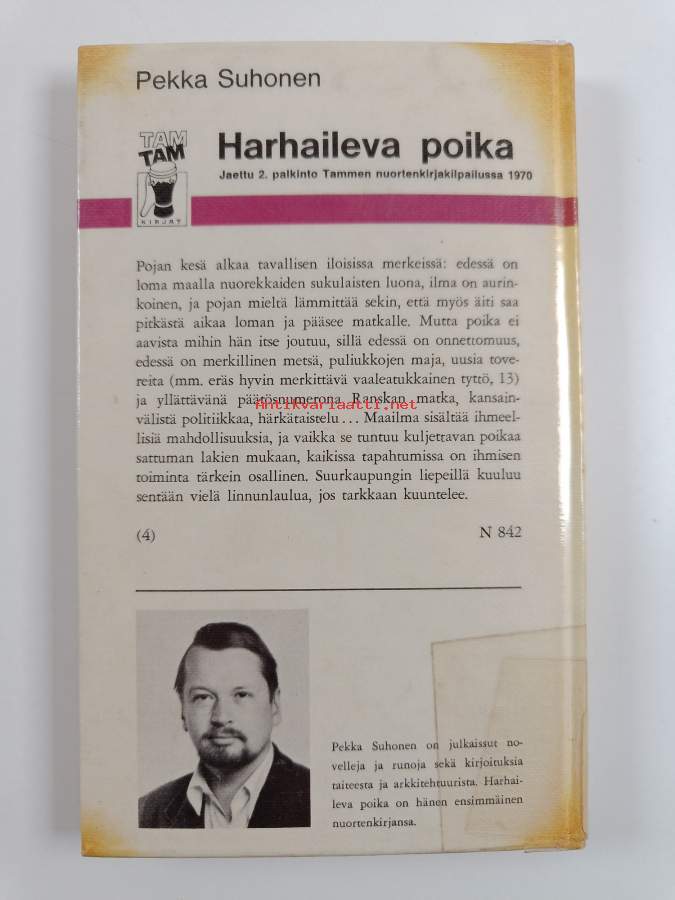 Pekka Suhonen
TAM
TAM
KIRJAT
Harhaileva poika
Jaettu 2. palkinto Tammen nuortenkirjakilpailussa 1970
Pojan kesä alkaa tavallisen iloisissa merkeissä: edessä on
loma maalla nuorekkaiden sukulaisten luona, ilma on aurin-
koinen, ja pojan mieltä lämmittää sekin, että myös äiti saa
pitkästä aikaa loman ja pääsee matkalle. Mutta poika ei
aavista mihin hän itse joutuu, sillä edessä on onnettomuus,
edessä on merkillinen metsä, puliukkojen maja, uusia tove-
reita (mm. eräs hyvin merkittävä vaaleatukkainen tyttö, 13)
ja yllättävänä päätösnumerona Ranskan matka, kansain-
Antikvariaatti.net
välistä politiikkaa, härkätaistelu... Maailma sisältää ihmeel-
lisiä mahdollisuuksia, ja vaikka se tuntuu kuljettavan poikaa
sattuman lakien mukaan, kaikissa tapahtumissa on ihmisen
toiminta tärkein osallinen. Suurkaupungin liepeillä kuuluu
sentään vielä linnunlaulua, jos tarkkaan kuuntelee.
(4) N 842
Pekka Suhonen on julkaissut no-
velleja ja runoja sekä kirjoituksia
taiteesta ja arkkitehtuurista. Harhai-
leva poika on hänen ensimmäinen
nuortenkirjansa.